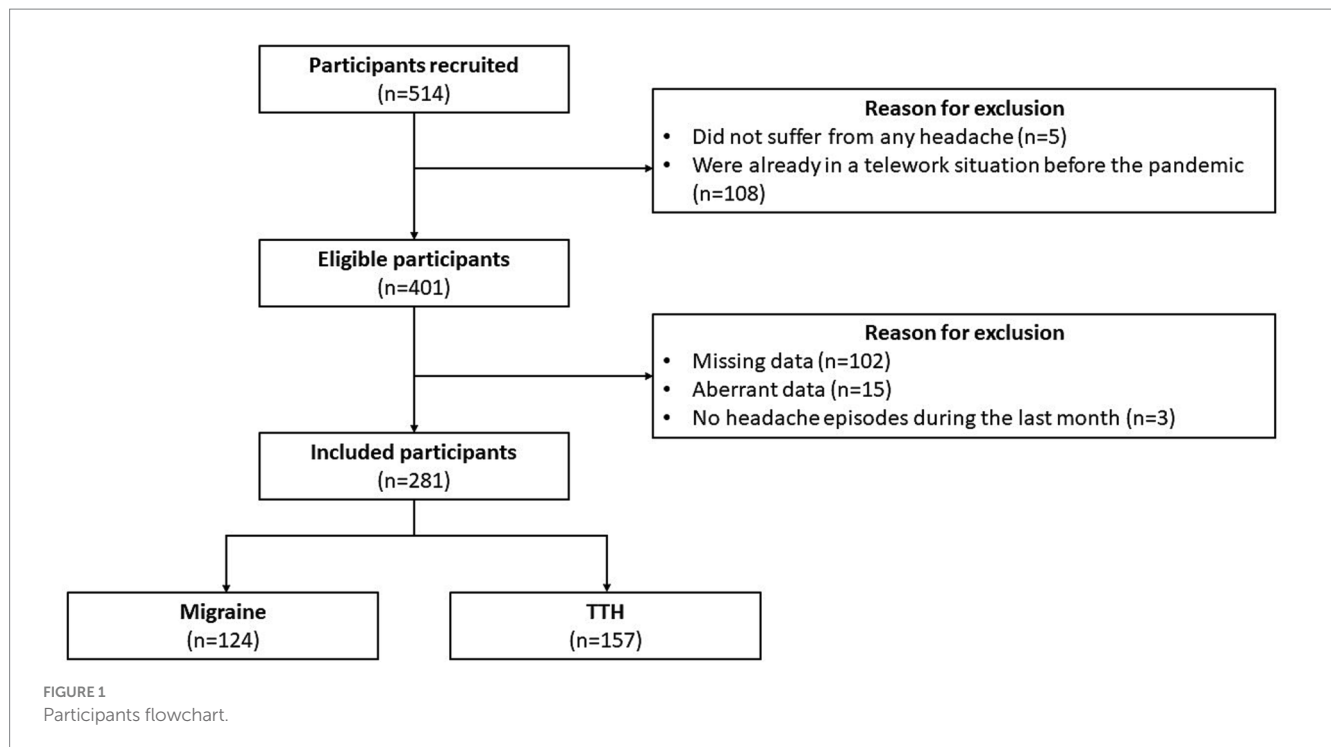 Participants recruited
(n=514)
Reason for exclusion
• Did not suffer from any headache (n=5)
• Were already in a telework situation before the pandemic
(n=108)
Eligible participants
(n=401)
Reason for exclusion
• Missing data (n=102)
• Aberrant data (n=15)
• No headache episodes during the last month (n=3)
Included participants
(n=281)
Migraine
(n=124)
TTH
(n=157)
FIGURE 1
Participants flowchart.